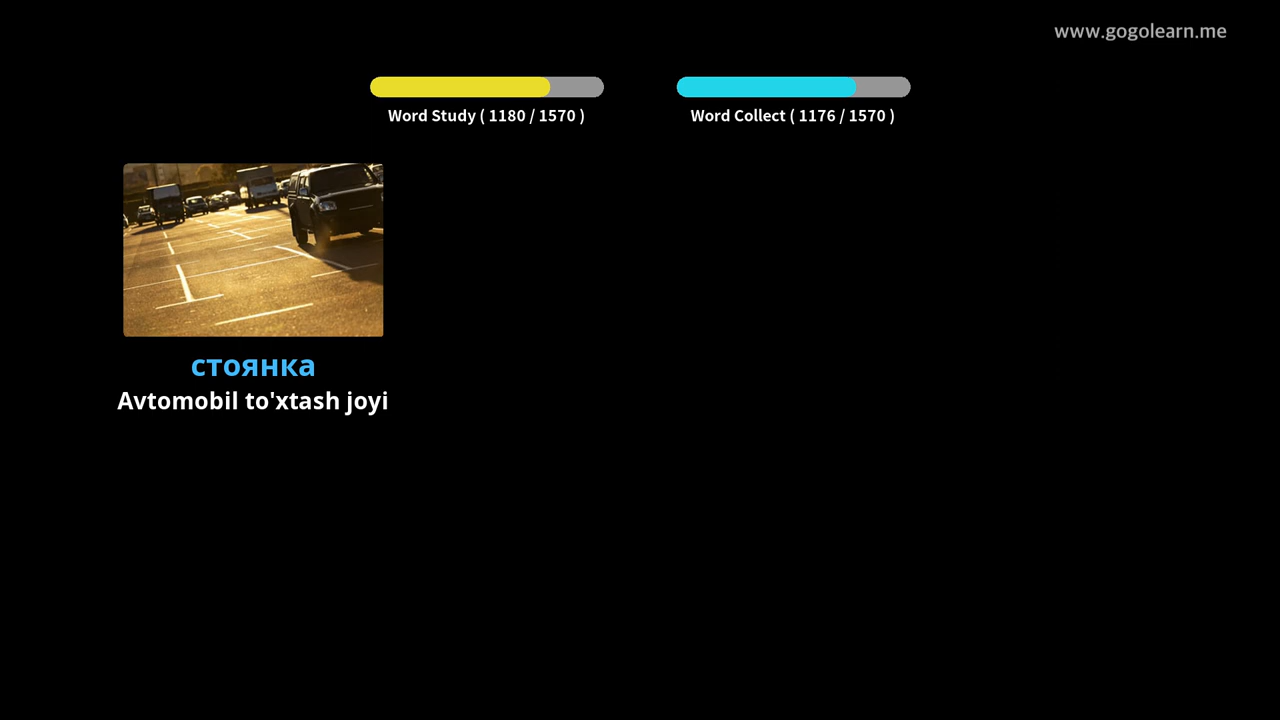 www.gogolearn.me
Word Study ( 1180 / 1570 )
Word Collect ( 1176 / 1570 )
стоянка
Avtomobil to'xtash joyi